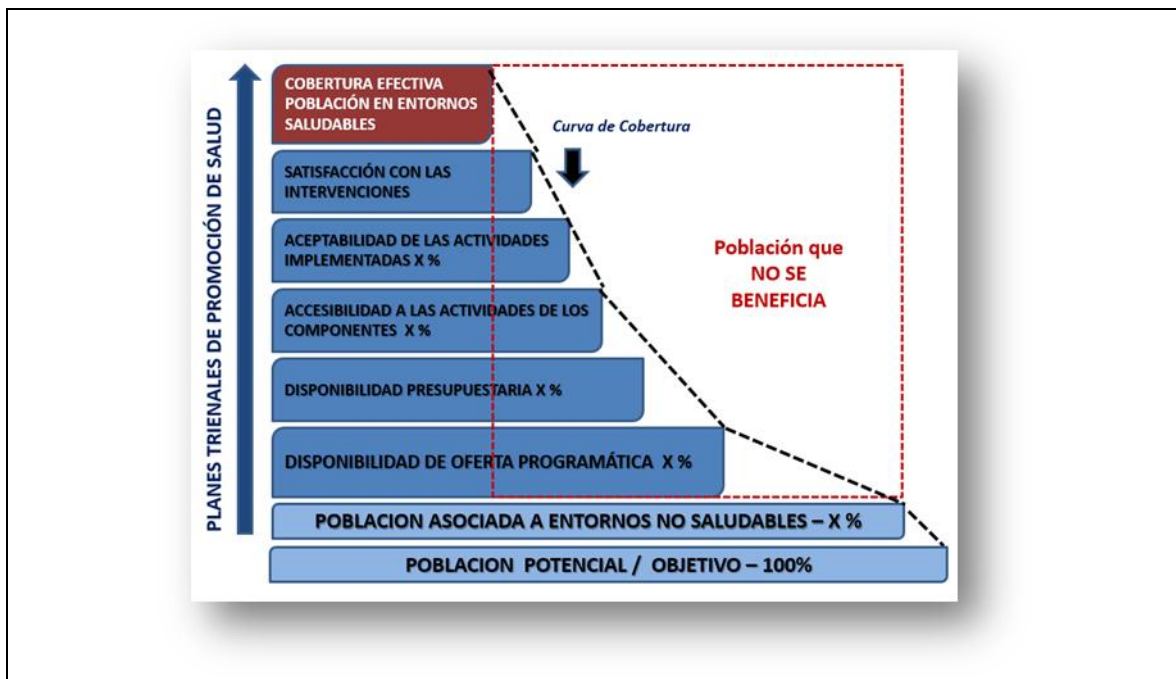 PLANES TRIENALES DE PROMOCIÓN DE SALUD
COBERTURA EFECTIVA
POBLACIÓN EN ENTORNOS
SALUDABLES
Curva de Cobertura
SATISFACCIÓN CON LAS
INTERVENCIONES
ACEPTABILIDAD DE LAS ACTIVIDADES
IMPLEMENTADAS X %
Población que
NO SE
BENEFICIA
ACCESIBILIDAD A LAS ACTIVIDADES DE LOS
COMPONENTES X %
DISPONIBILIDAD PRESUPUESTARIA X %
DISPONIBILIDAD DE OFERTA PROGRAMÁTICA X %
POBLACION ASOCIADA A ENTORNOS NO SALUDABLES – X %
POBLACION POTENCIAL / OBJETIVO – 100%